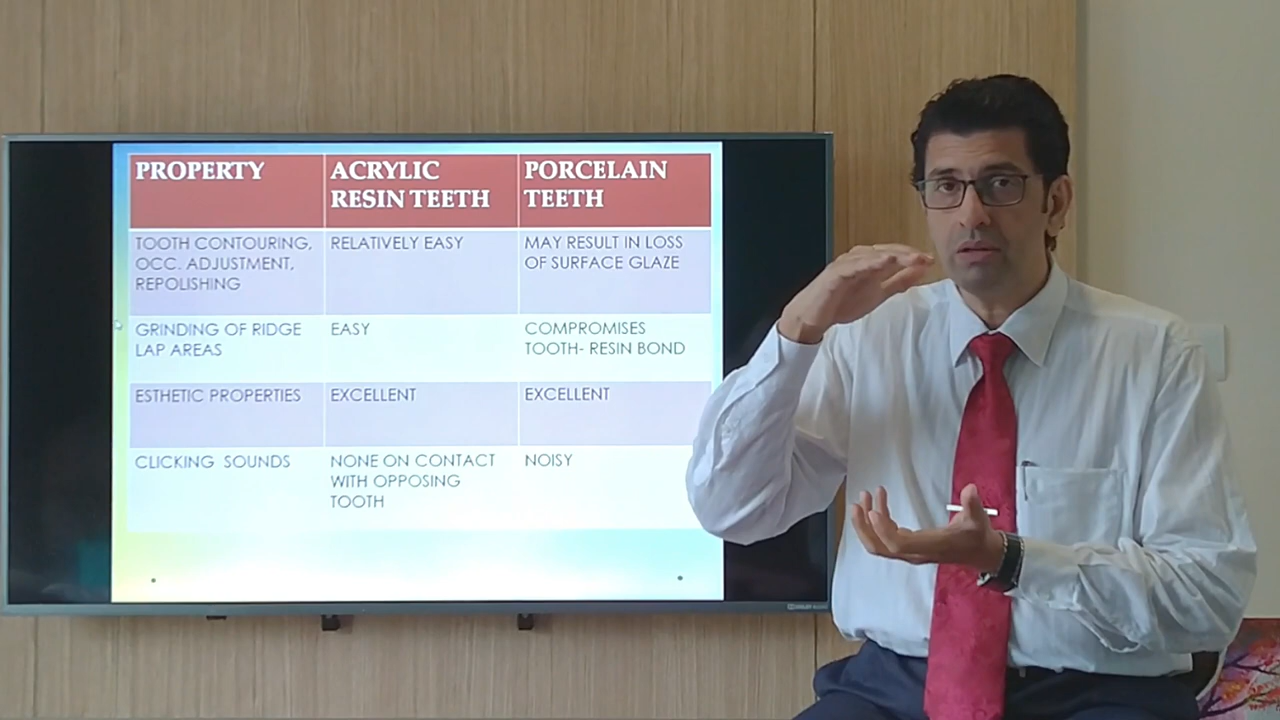 PROPERTY
ACRYLIC
RESIN TEETH
PORCELAIN
TEETH
TOOTH CONTOURING,
OCC. ADJUSTMENT,
REPOLISHING
RELATIVELY EASY
MAY RESULT IN LOSS
OF SURFACE GLAZE
GRINDING OF RIDGE
LAP AREAS
EASY
COMPROMISES
TOOTH- RESIN BOND
ESTHETIC PROPERTIES
EXCELLENT
EXCELLENT
CLICKING SOUNDS
NONE ON CONTACT
WITH OPPOSING
TOOTH
NOISY